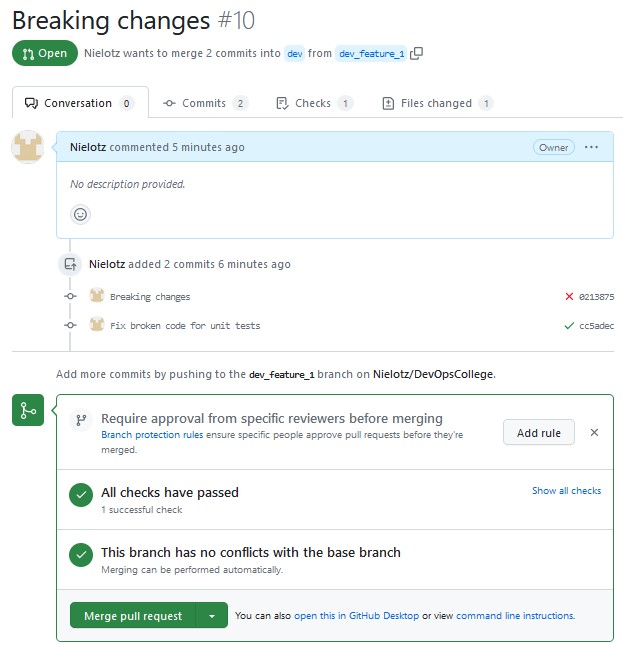 Breaking changes #10
Open Nielotz wants to merge 2 commits into dev from dev_feature_1
Conversation 0 Commits 2 Checks 1 Files changed 1
Nielotz commented 5 minutes ago Owner ...
No description provided.
Nielotz added 2 commits 6 minutes ago
Breaking changes 0213875
Fix broken code for unit tests cc5adec
Add more commits by pushing to the dev_feature_1 branch on Nielotz/DevOpsCollege.
Require approval from specific reviewers before merging
Branch protection rules ensure specific people approve pull requests before they're
merged.
Add rule
All checks have passed
Show all checks
1 successful check
This branch has no conflicts with the base branch
Merging can be performed automatically.
Merge pull request You can also open this in GitHub Desktop or view command line instructions.